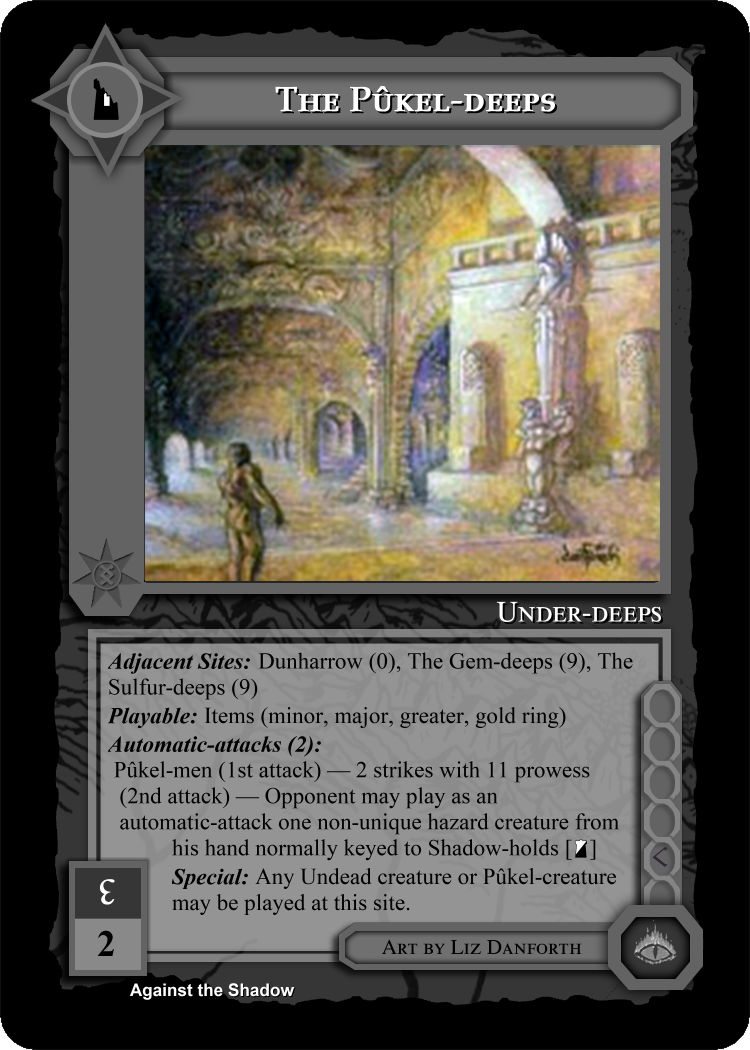 The Pûkel-deeps
Under-deeps
Adjacent Sites: Dunharrow (0), The Gem-deeps (9), The
Sulfur-deeps (9)
Playable: Items (minor, major, greater, gold ring)
Automatic-attacks (2):
Pûkel-men (1st attack) — 2 strikes with 11 prowess
(2nd attack) — Opponent may play as an
automatic-attack one non-unique hazard creature from
his hand normally keyed to Shadow-holds []
Special: Any Undead creature or Pûkel-creature
may be played at this site.
2
Art by Liz Danforth
Against the Shadow